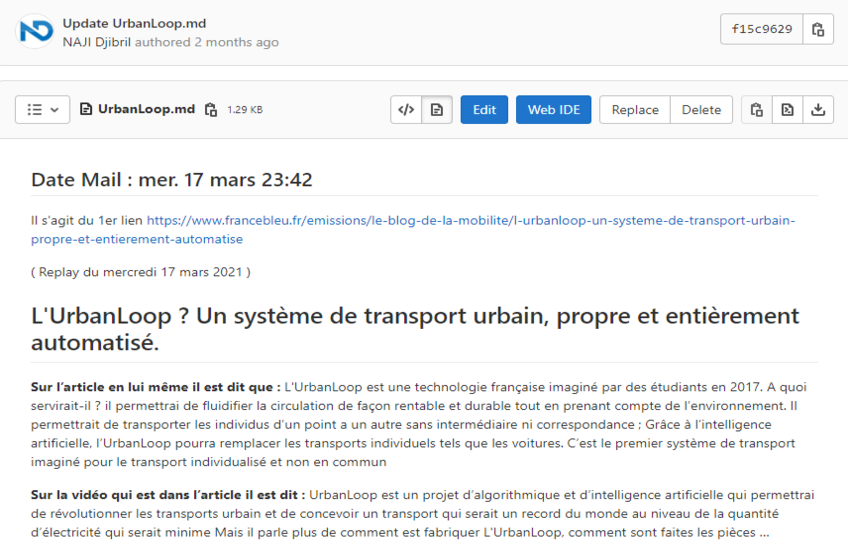 Update UrbanLoop.md
NAJI Djibril authored 2 months ago
f15c9629
UrbanLoop.md 1.29 KB
</> Edit Web IDE Replace Delete
Date Mail : mer. 17 mars 23:42
Il s'agit du 1er lien https://www.francebleu.fr/emissions/le-blog-de-la-mobilite/l-urbanloop-un-systeme-de-transport-urbain-
propre-et-entierement-automatise
( Replay du mercredi 17 mars 2021 )
L'UrbanLoop ? Un système de transport urbain, propre et entièrement
automatisé.
Sur l'article en lui même il est dit que : L'UrbanLoop est une technologie française imaginé par des étudiants en 2017. A quoi
servirait-il ? il permettrai de fluidifier la circulation de façon rentable et durable tout en prenant compte de l'environnement. Il
permettrait de transporter les individus d'un point a un autre sans intermédiaire ni correspondance ; Grâce à l'intelligence
artificielle, l'UrbanLoop pourra remplacer les transports individuels tels que les voitures. C'est le premier système de transport
imaginé pour le transport individualisé et non en commun
Sur la vidéo qui est dans l'article il est dit : UrbanLoop est un projet d'algorithmique et d'intelligence artificielle qui permettrai
de révolutionner les transports urbain et de concevoir un transport qui serait un record du monde au niveau de la quantité
d'électricité qui serait minime Mais il parle plus de comment est fabriquer L'UrbanLoop, comment sont faites les pièces ...